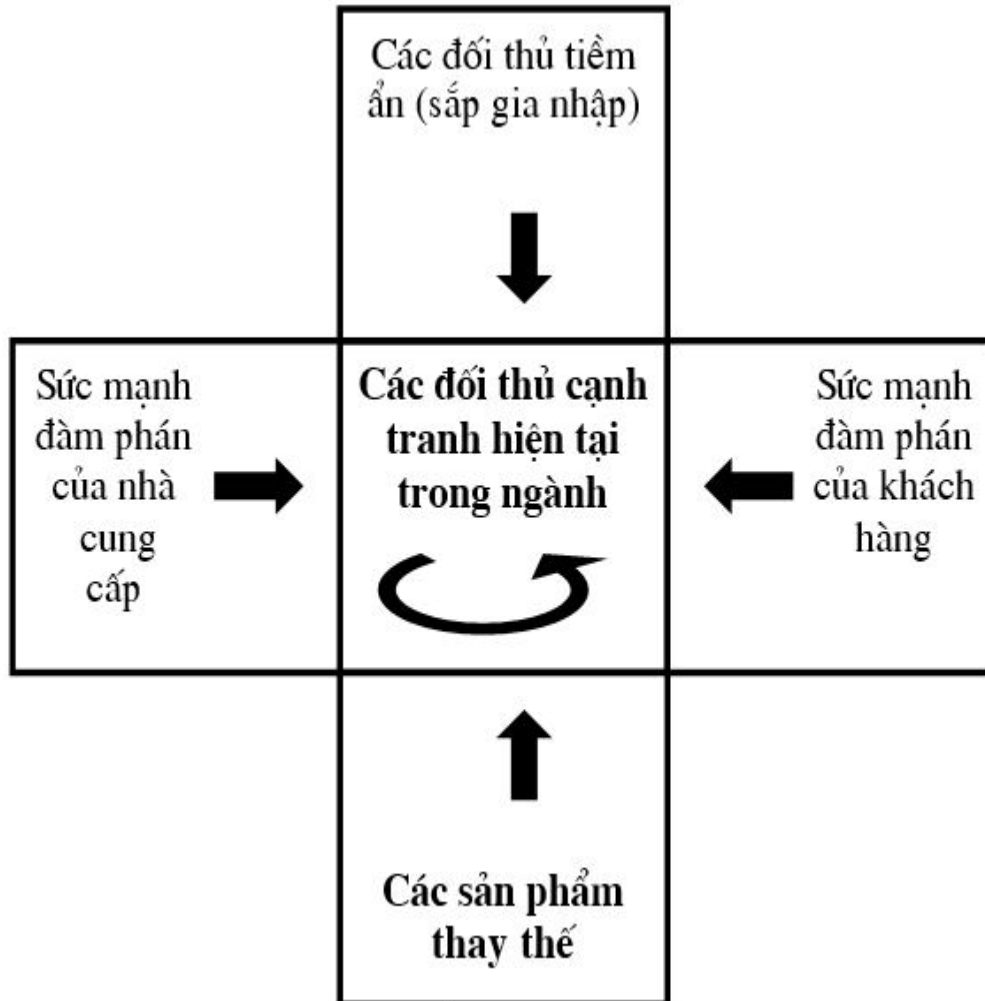 Các đối thủ tiềm
ẩn (sắp gia nhập)
Sức mạnh
đàm phán
của nhà
cung
cấp
Các đối thủ cạnh
tranh hiện tại
trong ngành
Sức mạnh
đàm phán
của khách
hàng
Các sản phẩm
thay thế